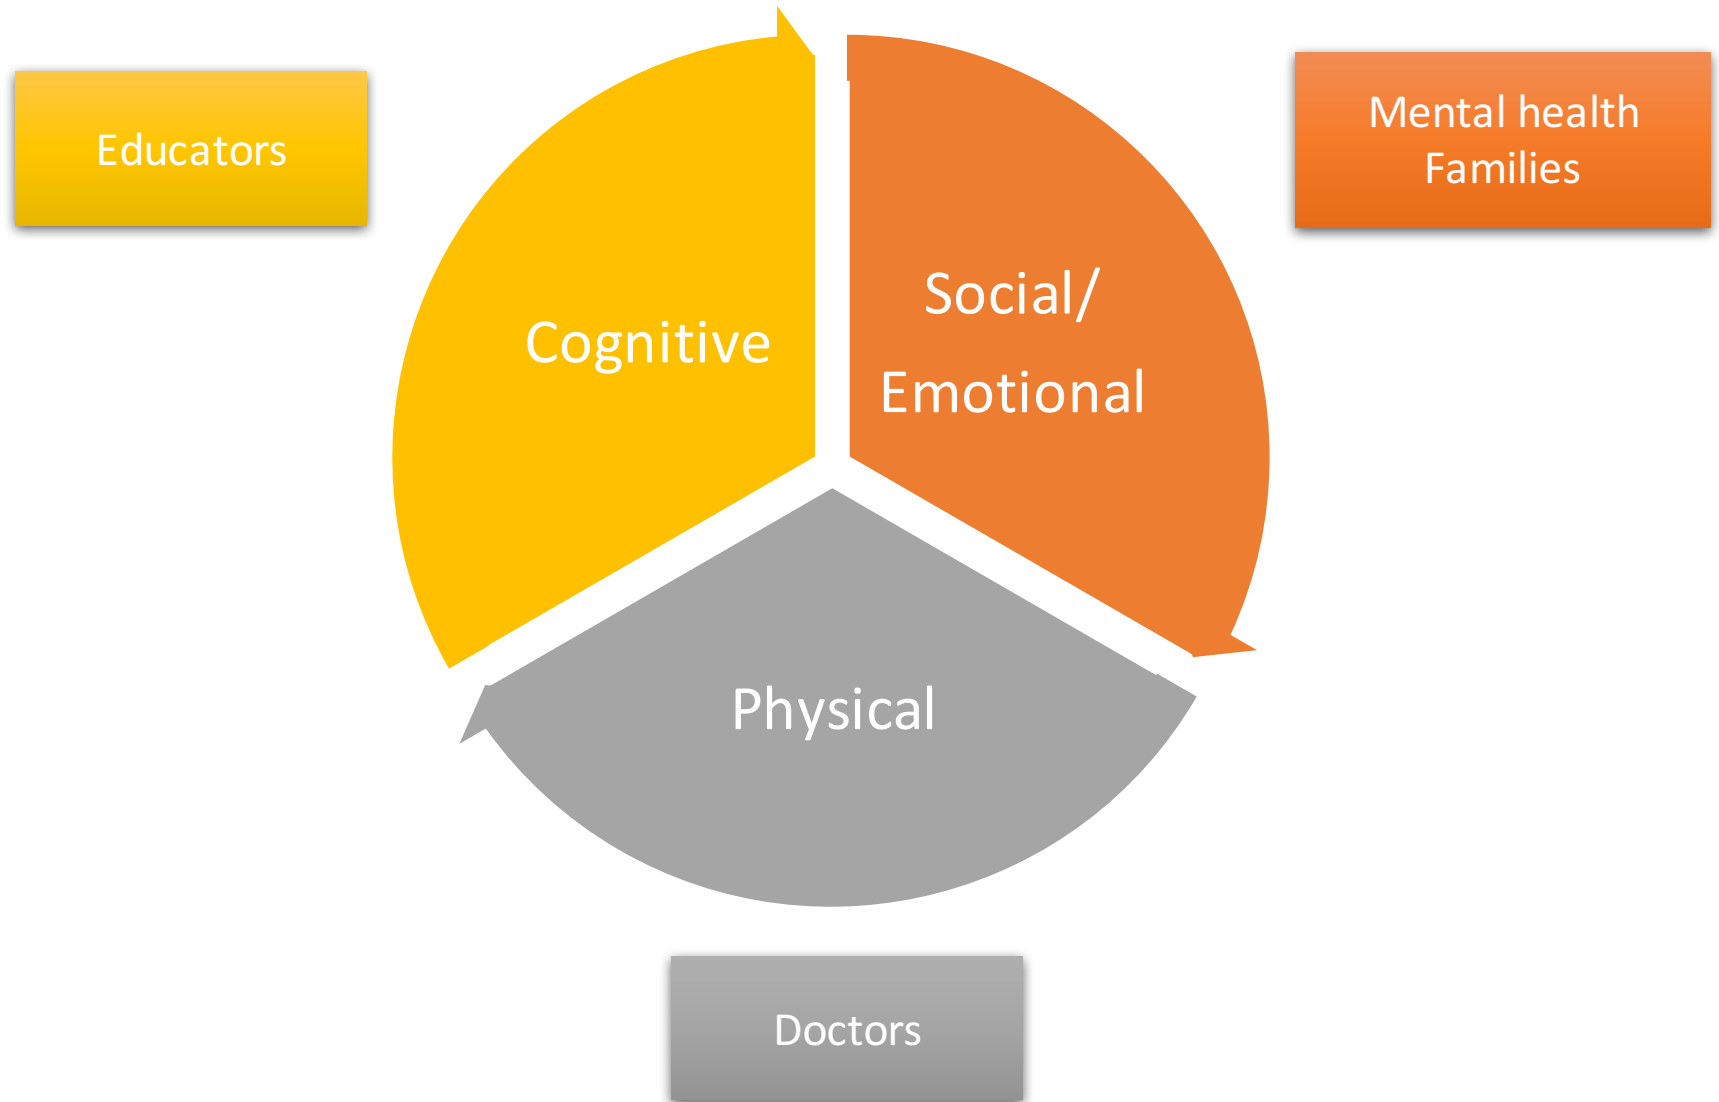 Educators
Mental health
Families
Cognitive
Social/
Emotional
Physical
Doctors